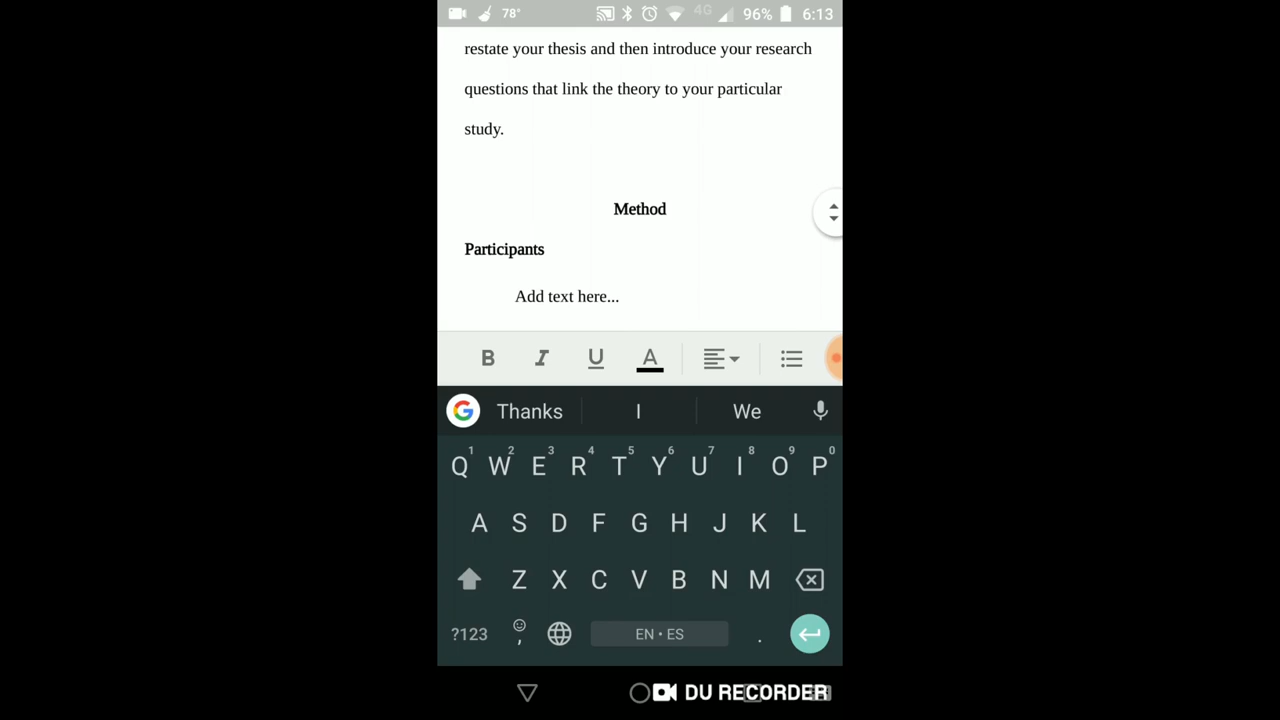 78° 4G 96% 6:13
restate your thesis and then introduce your research
questions that link the theory to your particular
study.
Method
Participants
Add text here...
B I U A
G Thanks I We
1 2 3 4 5 6 7 8 9 0
Q W E R T Y U I O P
A S D F G H J K L
Z X C V B N M
?123 , EN • ES .
DU RECORDER